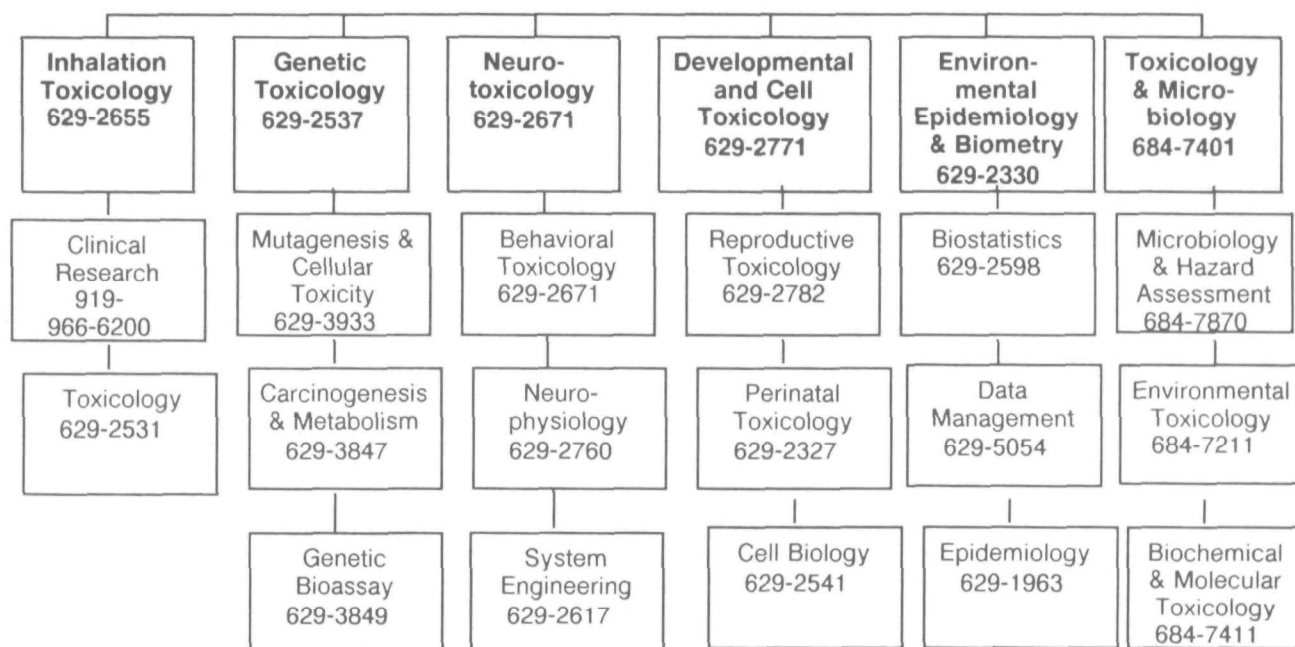 Inhalation
Toxicology
629-2655
Genetic
Toxicology
629-2537
Neuro-
toxicology
629-2671
Developmental
and Cell
Toxicology
629-2771
Environ-
mental
Epidemiology
& Biometry
629-2330
Toxicology
& Micro-
biology
684-7401
Clinical
Research
919-
966-6200
Mutagenesis &
Cellular
Toxicity
629-3933
Behavioral
Toxicology
629-2671
Reproductive
Toxicology
629-2782
Biostatistics
629-2598
Microbiology
& Hazard
Assessment
684-7870
Toxicology
629-2531
Carcinogenesis
& Metabolism
629-3847
Neuro-
physiology
629-2760
Perinatal
Toxicology
629-2327
Data
Management
629-5054
Environmental
Toxicology
684-7211
Genetic
Bioassay
629-3849
System
Engineering
629-2617
Cell Biology
629-2541
Epidemiology
629-1963
Biochemical
& Molecular
Toxicology
684-7411